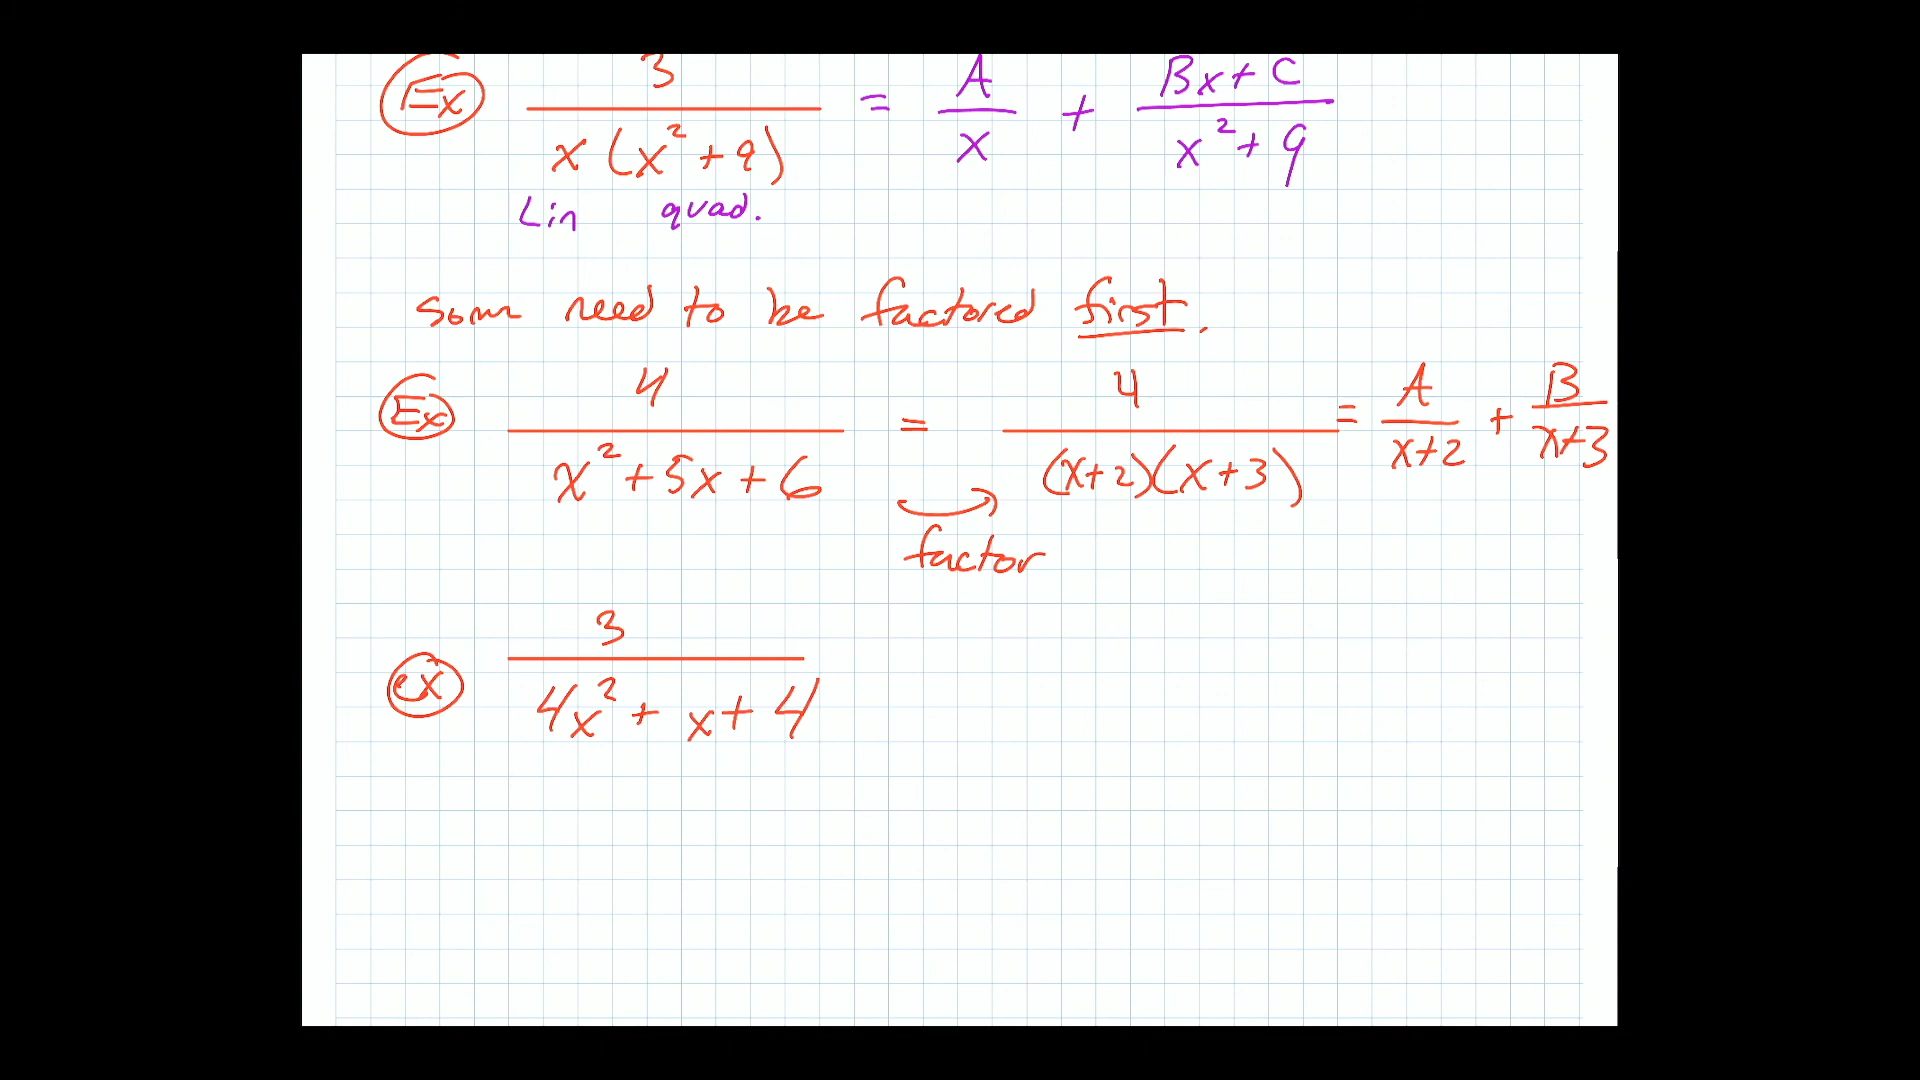 Ex 3 / x (x² + 9) = A / x + Bx + C / x² + 9
Lin quad.
Some need to be factored first.
Ex 4 / x² + 5x + 6 = 4 / (x+2)(x+3) = A / x+2 + B / x+3
factor
ex 3 / 4x² + x + 4